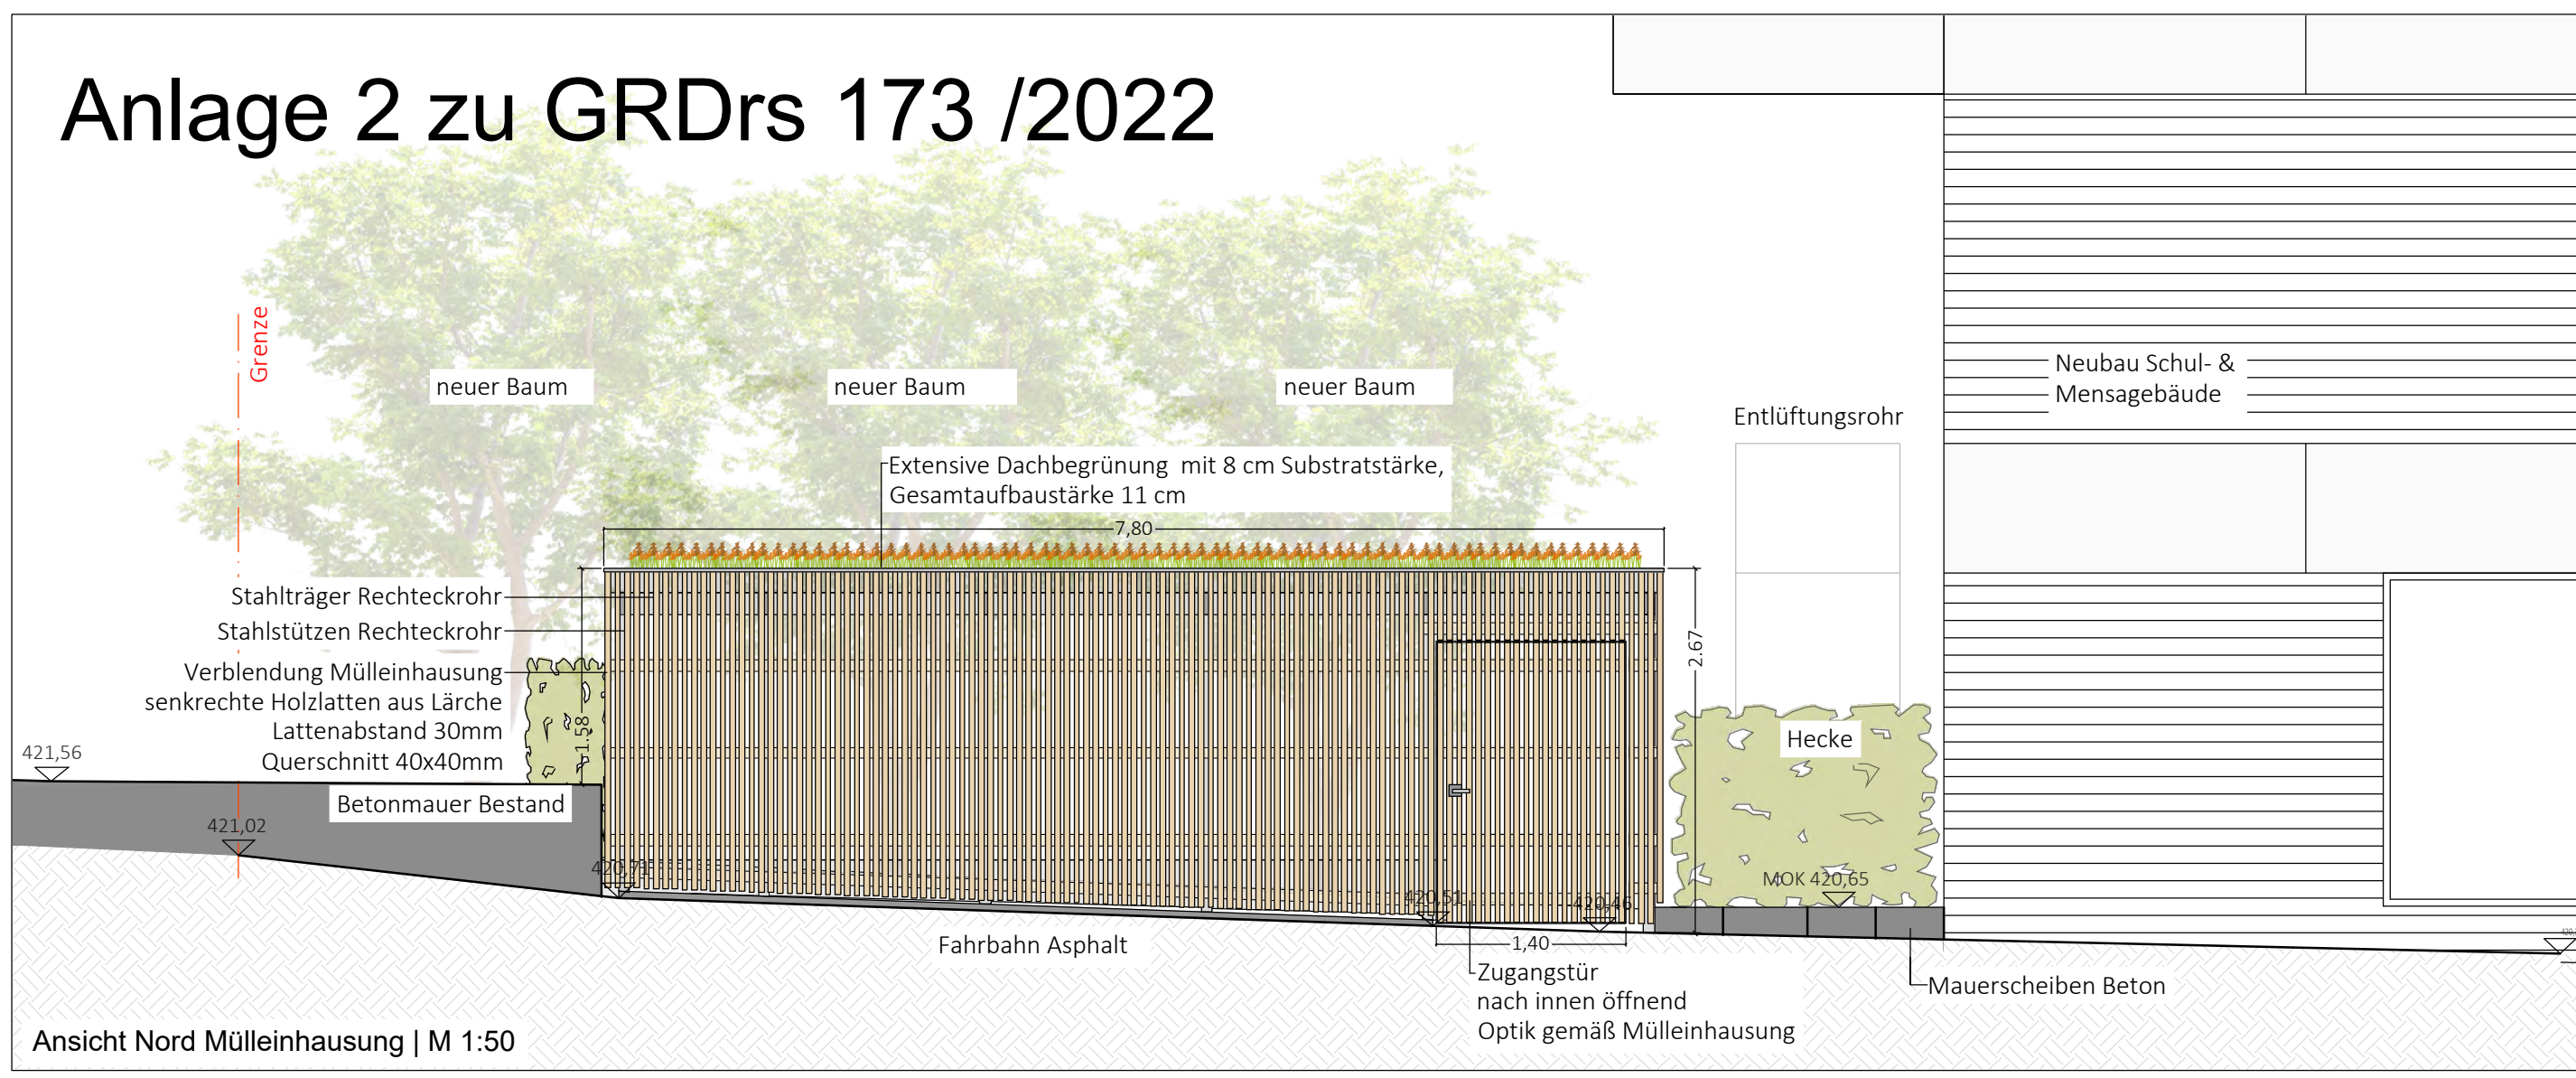 Anlage 2 zu GRDrs 173 /2022
Grenze
neuer Baum
neuer Baum
neuer Baum
Neubau Schul- &
Mensagebäude
Entlüftungsrohr
Extensive Dachbegrünung mit 8 cm Substratstärke,
Gesamtaufbaustärke 11 cm
7,80
Stahlträger Rechteckrohr
Stahlstützen Rechteckrohr
Verblendung Mülleinhausung
senkrechte Holzlatten aus Lärche
Lattenabstand 30mm
Querschnitt 40x40mm
1.58
2.67
Hecke
421,56
Betonmauer Bestand
421,02
420,71
420,51
420,46
MOK 420,65
1,40
Fahrbahn Asphalt
Zugangstür
nach innen öffnend
Optik gemäß Mülleinhausung
Mauerscheiben Beton
Ansicht Nord Mülleinhausung | M 1:50